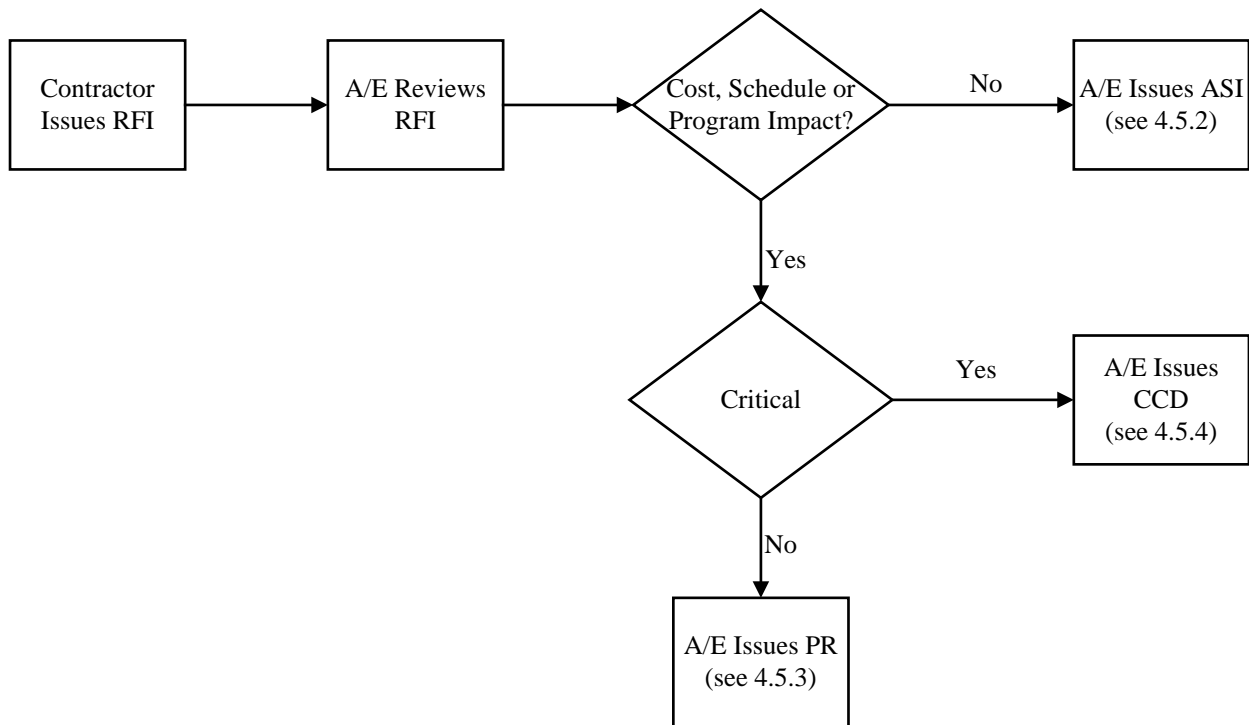 Contractor
Issues RFI
A/E Reviews
RFI
Cost, Schedule or
Program Impact?
No
A/E Issues ASI
(see 4.5.2)
Yes
Critical
Yes
A/E Issues
CCD
(see 4.5.4)
No
A/E Issues PR
(see 4.5.3)